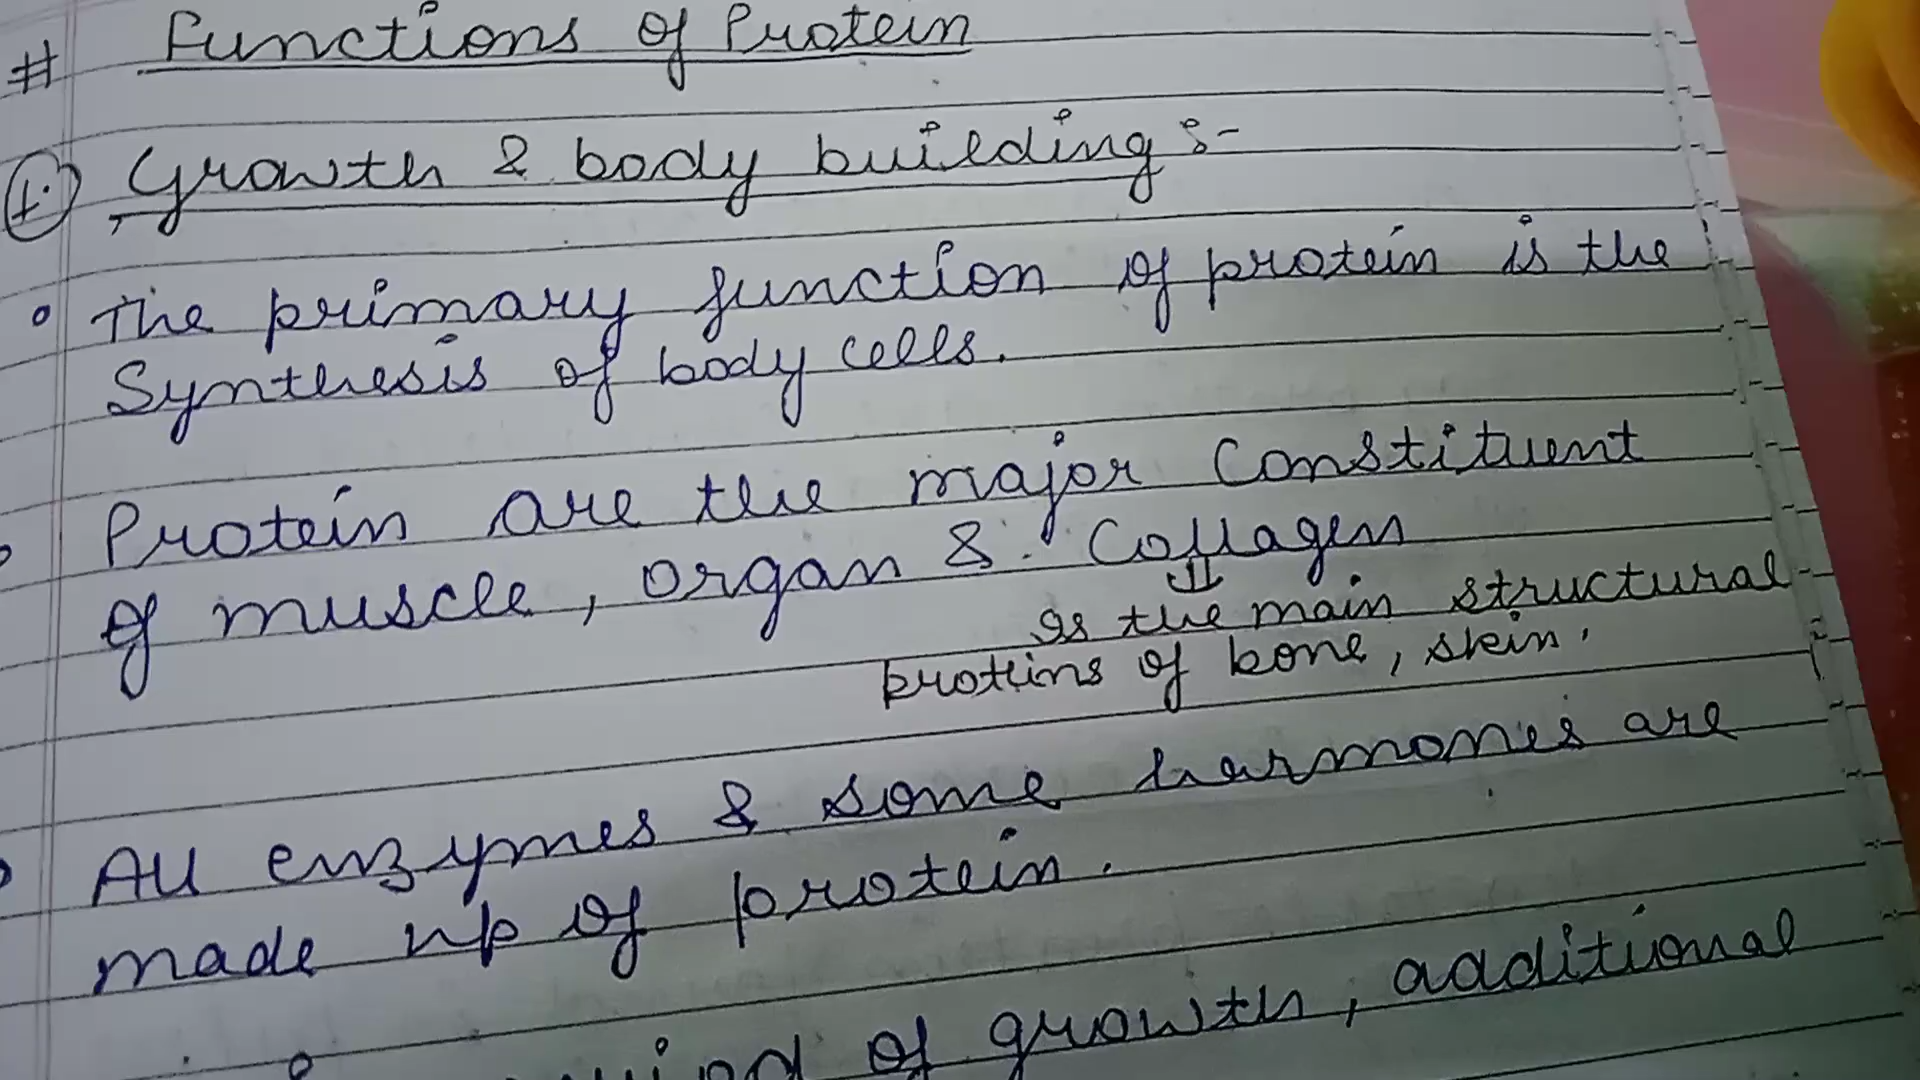 # Functions of Protein
1. Growth & body building :-
• The primary function of protein is the
Synthesis of body cells.
Protein are the major Constituent
of muscle, organ & Collagen
⇓
Is the main structural
proteins of bone, skin.
All enzymes & some harmones are
made up of protein.
of growth, additional